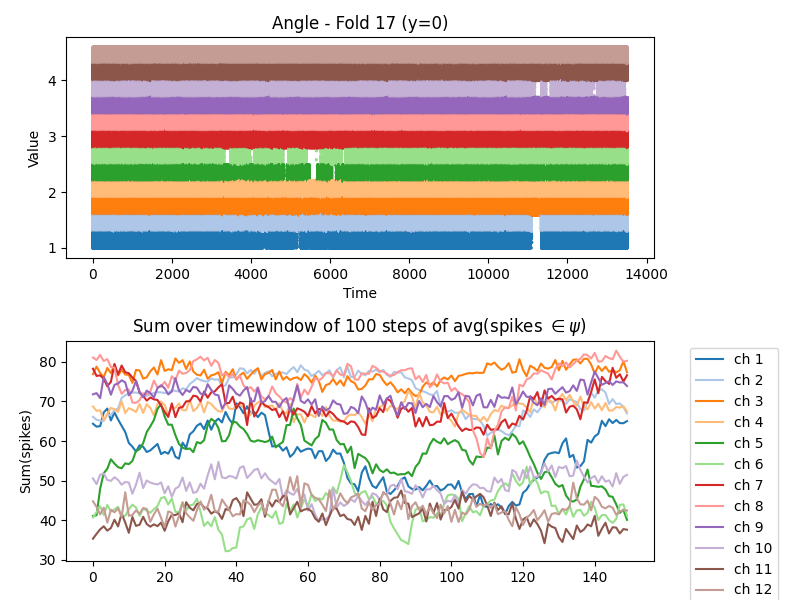 Angle - Fold 17 (y=0)
Value
4
3
2
1
0 2000 4000 6000 8000 10000 12000 14000
Time
Sum over timewindow of 100 steps of avg(spikes ∈ψ)
Sum(spikes)
80
70
60
50
40
30
0 20 40 60 80 100 120 140
ch 1
ch 2
ch 3
ch 4
ch 5
ch 6
ch 7
ch 8
ch 9
ch 10
ch 11
ch 12